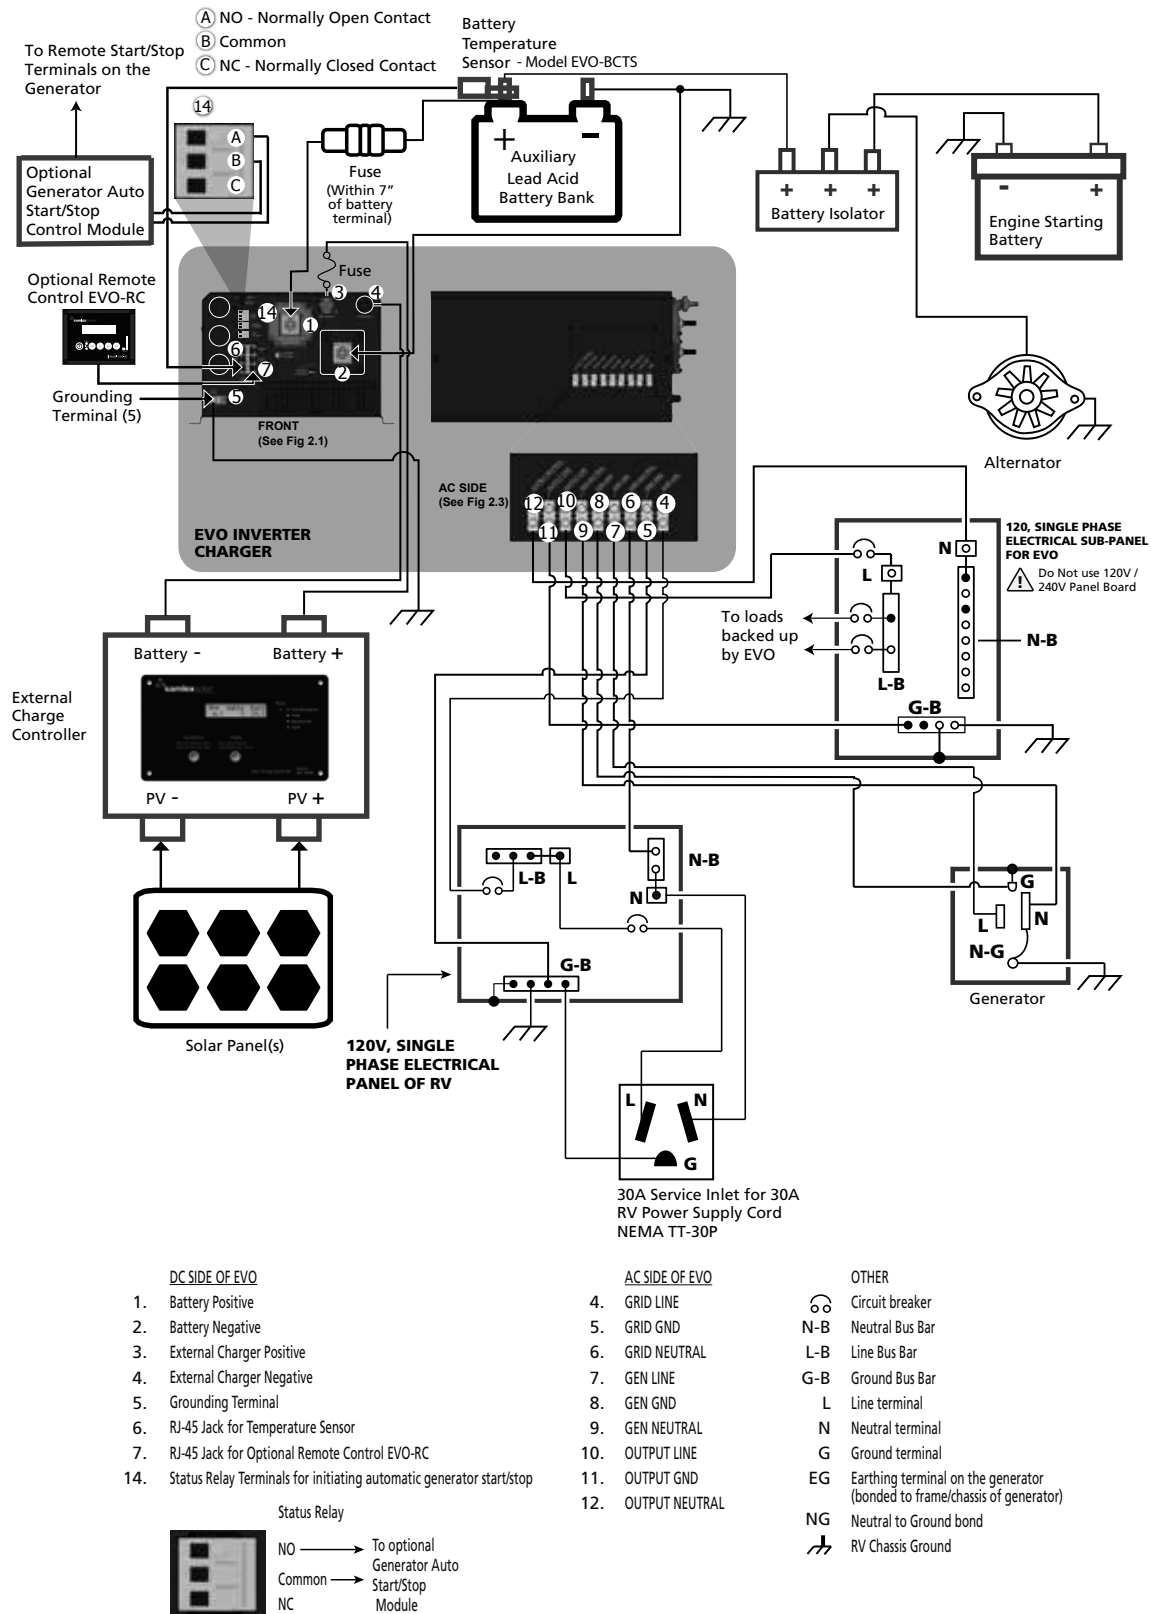 A NO - Normally Open Contact
B Common
C NC - Normally Closed Contact
To Remote Start/Stop
Terminals on the
Generator
14
A
B
C
Optional
Generator Auto
Start/Stop
Control Module
Battery
Temperature
Sensor - Model EVO-BCTS
Fuse
(Within 7”
of battery
terminal)
+ −
Auxiliary
Lead Acid
Battery Bank
+ + +
Battery Isolator
- +
Engine Starting
Battery
Alternator
Optional Remote
Control EVO-RC
Grounding
Terminal (5)
Fuse
3
4
14
1
6
7
2
5
FRONT
(See Fig 2.1)
AC SIDE
(See Fig 2.3)
12 10 8 6 4
11 9 7 5
EVO INVERTER
CHARGER
120, SINGLE PHASE
ELECTRICAL SUB-PANEL
FOR EVO
! Do Not use 120V /
240V Panel Board
N
L
To loads
backed up
by EVO
N-B
L-B
G-B
External
Charge
Controller
Battery - Battery +
samlexsolar
PV - PV +
Solar Panel(s)
L-B L
N-B
N
G-B
120V, SINGLE
PHASE ELECTRICAL
PANEL OF RV
G
L
N
N-G
Generator
L N
G
30A Service Inlet for 30A
RV Power Supply Cord
NEMA TT-30P
DC SIDE OF EVO
1. Battery Positive
2. Battery Negative
3. External Charger Positive
4. External Charger Negative
5. Grounding Terminal
6. RJ-45 Jack for Temperature Sensor
7. RJ-45 Jack for Optional Remote Control EVO-RC
14. Status Relay Terminals for initiating automatic generator start/stop
Status Relay
NO
Common
NC
To optional
Generator Auto
Start/Stop
Module
AC SIDE OF EVO
4. GRID LINE
5. GRID GND
6. GRID NEUTRAL
7. GEN LINE
8. GEN GND
9. GEN NEUTRAL
10. OUTPUT LINE
11. OUTPUT GND
12. OUTPUT NEUTRAL
OTHER
Circuit breaker
N-B Neutral Bus Bar
L-B Line Bus Bar
G-B Ground Bus Bar
L Line terminal
N Neutral terminal
G Ground terminal
EG Earthing terminal on the generator
(bonded to frame/chassis of generator)
NG Neutral to Ground bond
RV Chassis Ground